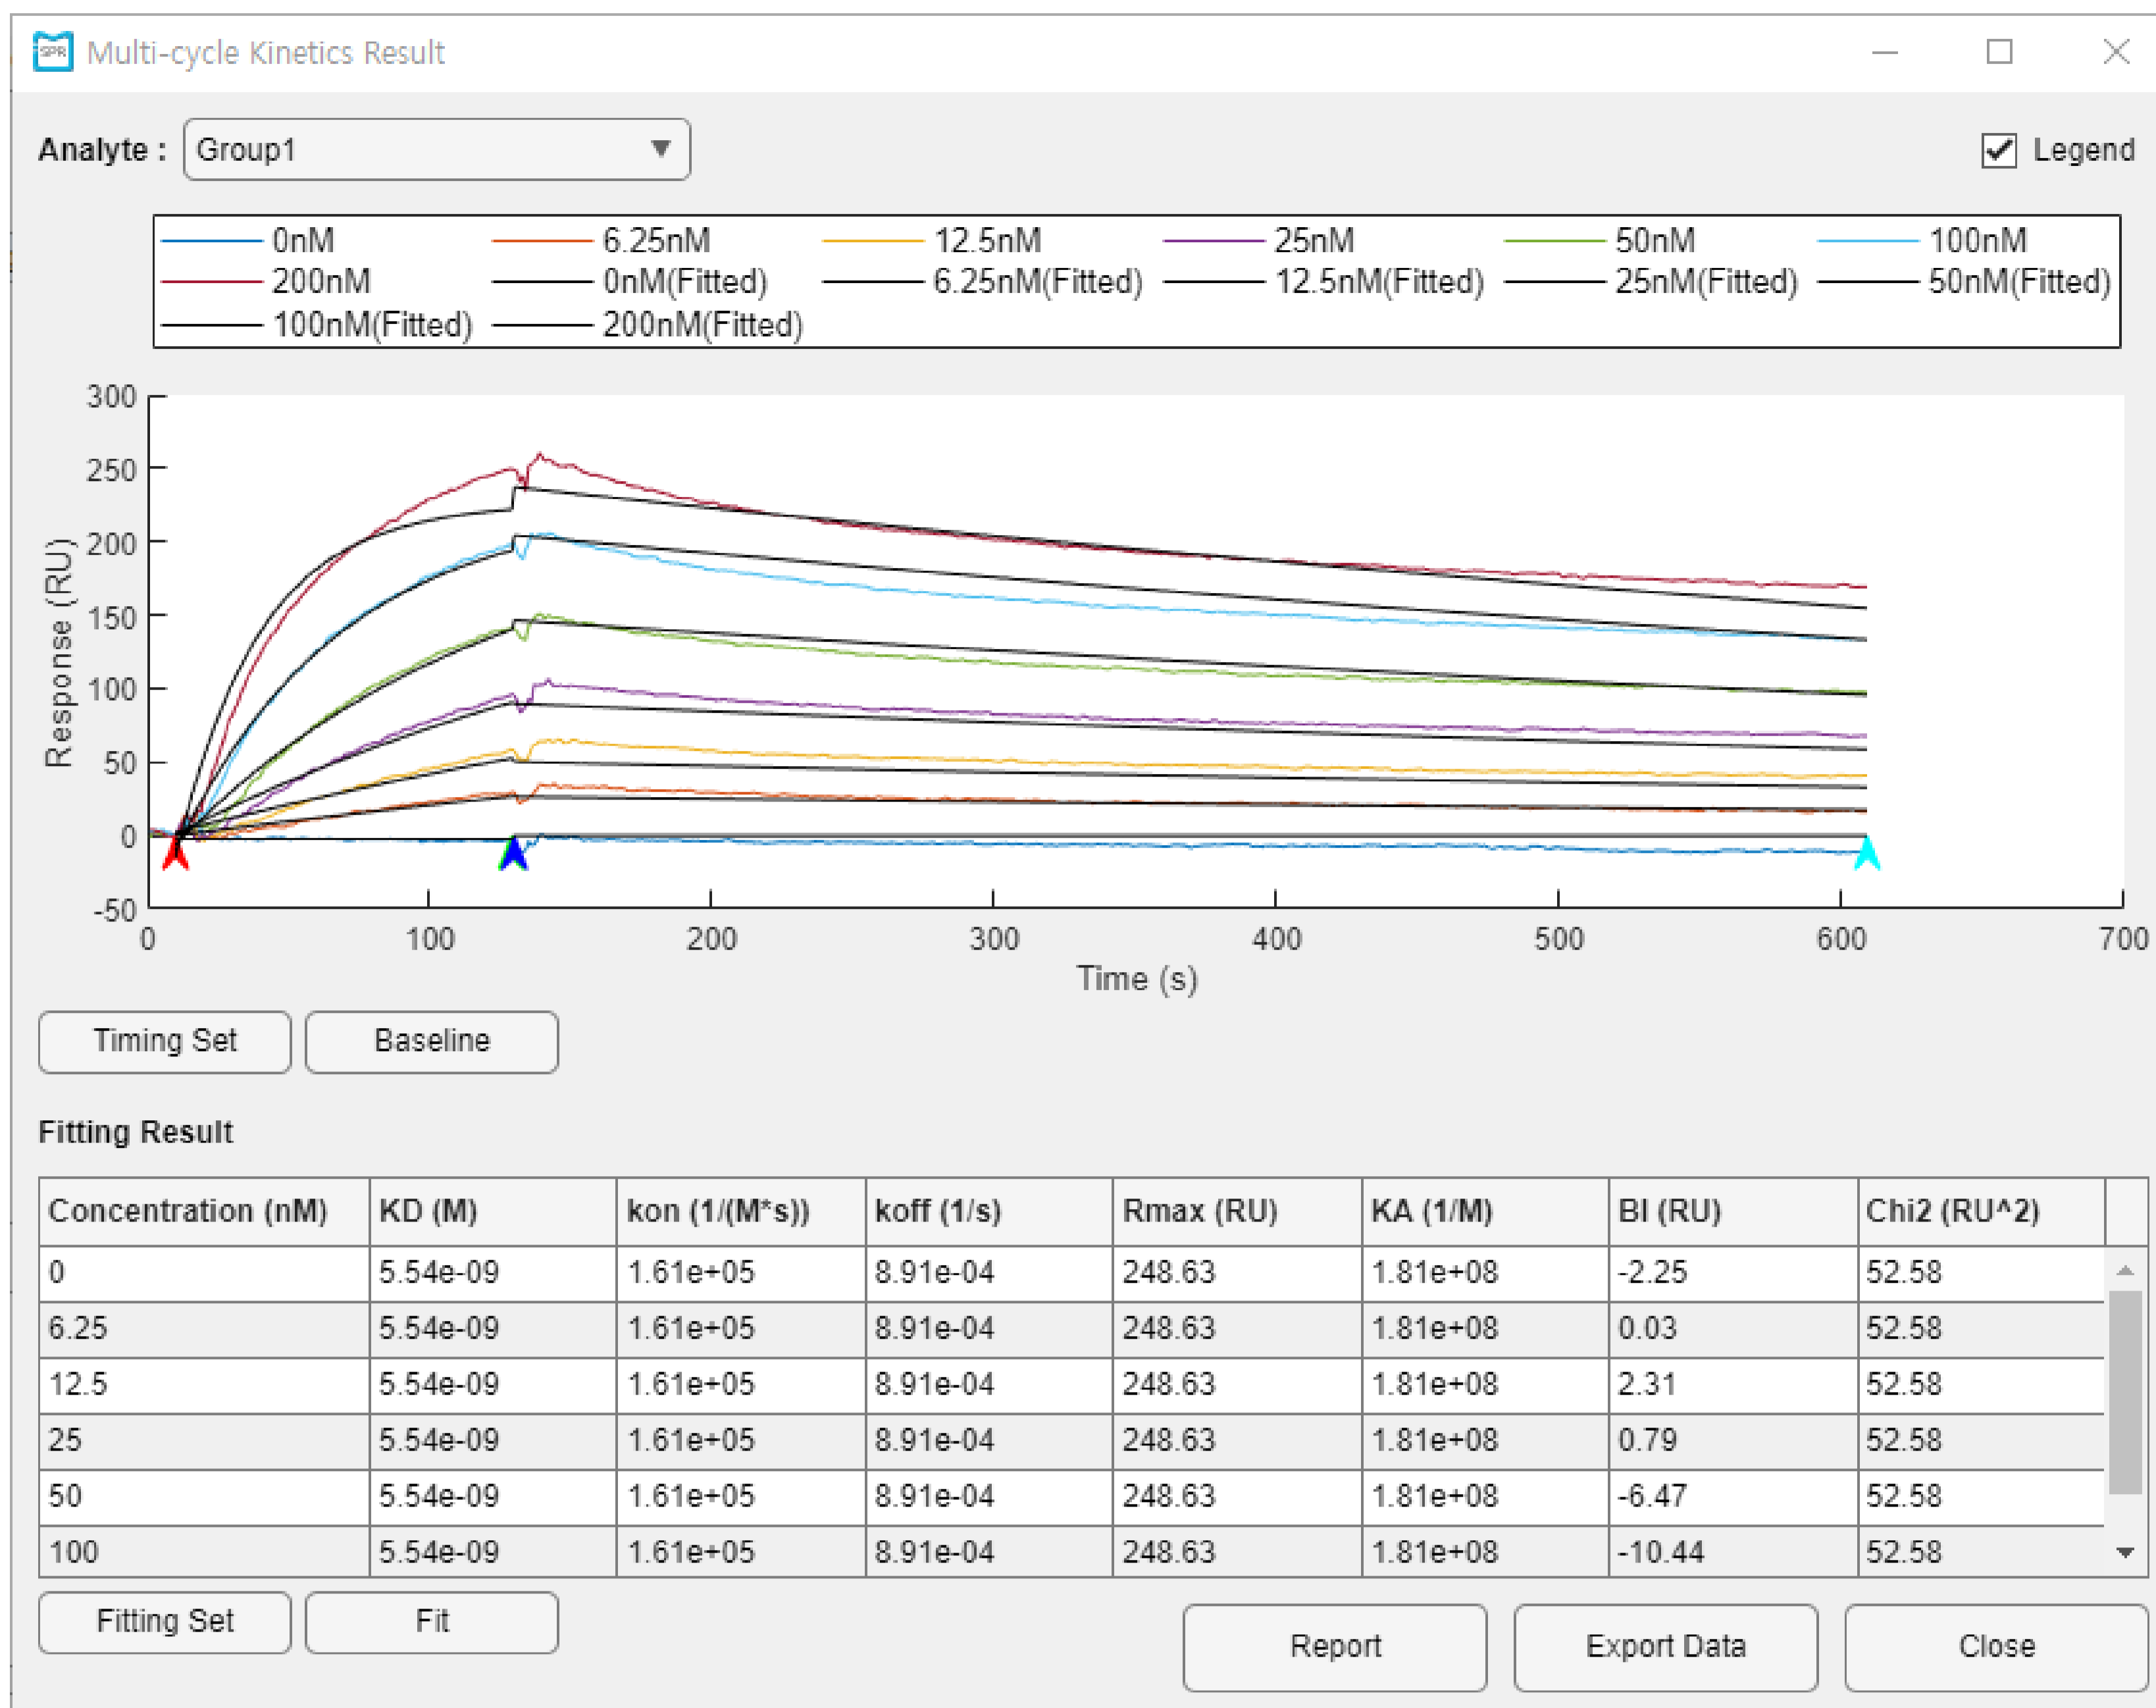 SPR Multi-cycle Kinetics Result
Analyte : Group1 Legend
0nM 6.25nM 12.5nM 25nM 50nM 100nM
200nM 0nM(Fitted) 6.25nM(Fitted) 12.5nM(Fitted) 25nM(Fitted) 50nM(Fitted)
100nM(Fitted) 200nM(Fitted)
300
250
200
150
100
50
0
-50
Response (RU)
0 100 200 300 400 500 600 700
Time (s)
Timing Set Baseline
Fitting Result
Concentration (nM) KD (M) kon (1/(M*s)) koff (1/s) Rmax (RU) KA (1/M) BI (RU) Chi2 (RU^2)
0 5.54e-09 1.61e+05 8.91e-04 248.63 1.81e+08 -2.25 52.58
6.25 5.54e-09 1.61e+05 8.91e-04 248.63 1.81e+08 0.03 52.58
12.5 5.54e-09 1.61e+05 8.91e-04 248.63 1.81e+08 2.31 52.58
25 5.54e-09 1.61e+05 8.91e-04 248.63 1.81e+08 0.79 52.58
50 5.54e-09 1.61e+05 8.91e-04 248.63 1.81e+08 -6.47 52.58
100 5.54e-09 1.61e+05 8.91e-04 248.63 1.81e+08 -10.44 52.58
Fitting Set Fit Report Export Data Close